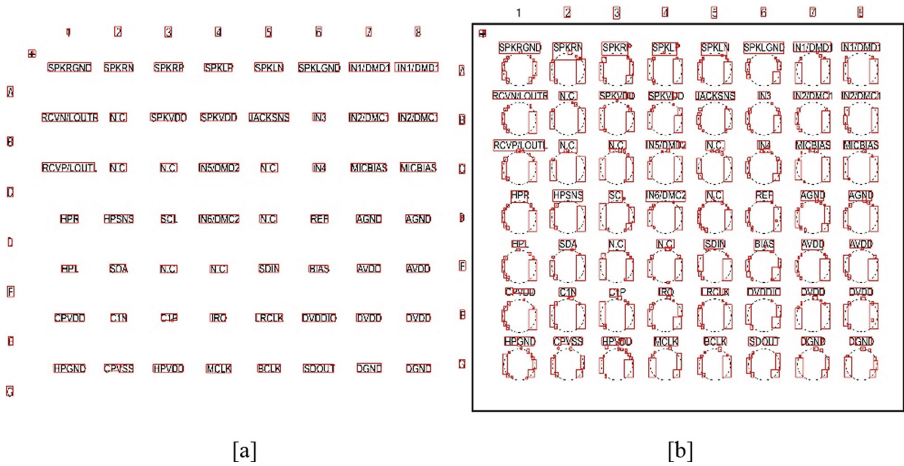 1 2 3 4 5 6 7 8
SPKRGND SPKRN SPKRP SPKLP SPKLN SPKLGND IN1/DMD1 IN1/DMD1
A
RCVN/LOUTR N.C. SPKVDD SPKVDD JACKSNS IN3 IN2/DMC1 IN2/DMC1
B
RCVP/LOUTL N.C. N.C. IN5/DMD2 N.C. IN4 MICBIAS MICBIAS
HPR HPSNS SCL IN6/DMC2 N.C. REF AGND AGND
HPL SDA N.C. N.C. SDIN BIAS AVDD AVDD
F
CPVDD C1N C1P IRQ LRCLK DVDDIO DVDD DVDD
HPGND CPVSS HPVDD MCLK BCLK SDOUT DGND DGND
G
[a]
1 2 3 4 5 6 7 8
SPKRGND SPKRN SPKRP SPKLP SPKLN SPKLGND IN1/DMD1 IN1/DMD1
A
RCVN/LOUTR N.C. SPKVDD SPKVDD JACKSNS IN3 IN2/DMC1 IN2/DMC1
B
RCVP/LOUTL N.C. N.C. IN5/DMD2 N.C. IN4 MICBIAS MICBIAS
C
HPR HPSNS SCL IN6/DMC2 N.C. REF AGND AGND
D
HPL SDA N.C. N.C. SDIN BIAS AVDD AVDD
F
CPVDD C1N C1P IRQ LRCLK DVDDIO DVDD DVDD
E
HPGND CPVSS HPVDD MCLK BCLK SDOUT DGND DGND
G
[b]